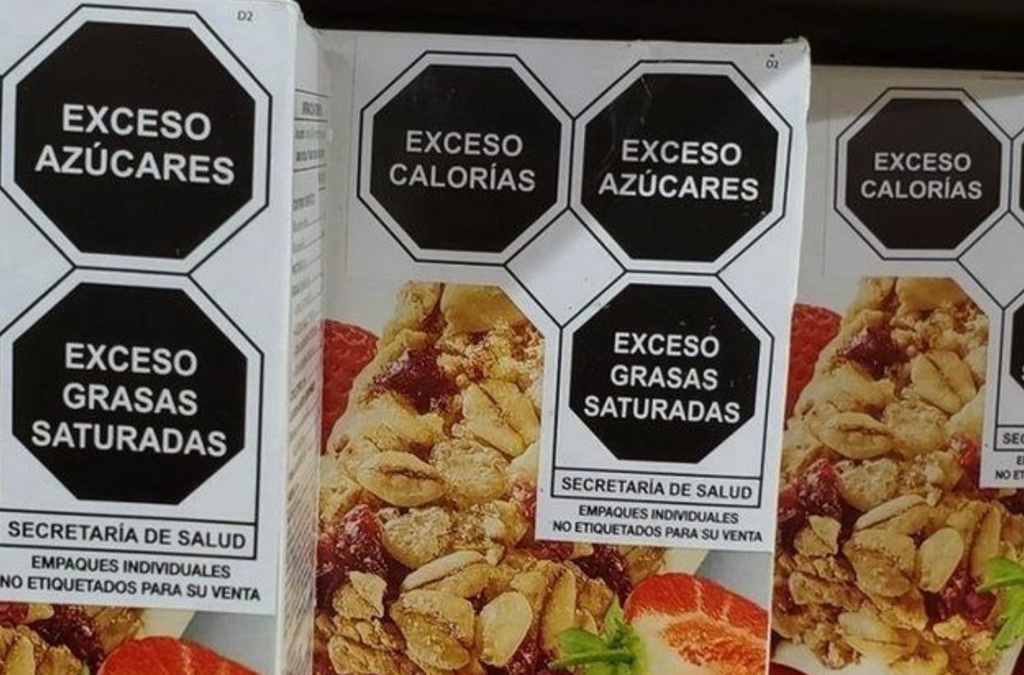 D2
EXCESO
AZÚCARES
EXCESO
GRASAS
SATURADAS
SECRETARÍA DE SALUD
EMPAQUES INDIVIDUALES
NO ETIQUETADOS PARA SU VENTA
D2
EXCESO
CALORÍAS
EXCESO
AZÚCARES
EXCESO
GRASAS
SATURADAS
SECRETARÍA DE SALUD
EMPAQUES INDIVIDUALES
NO ETIQUETADOS PARA SU VENTA
EXCESO
CALORÍAS